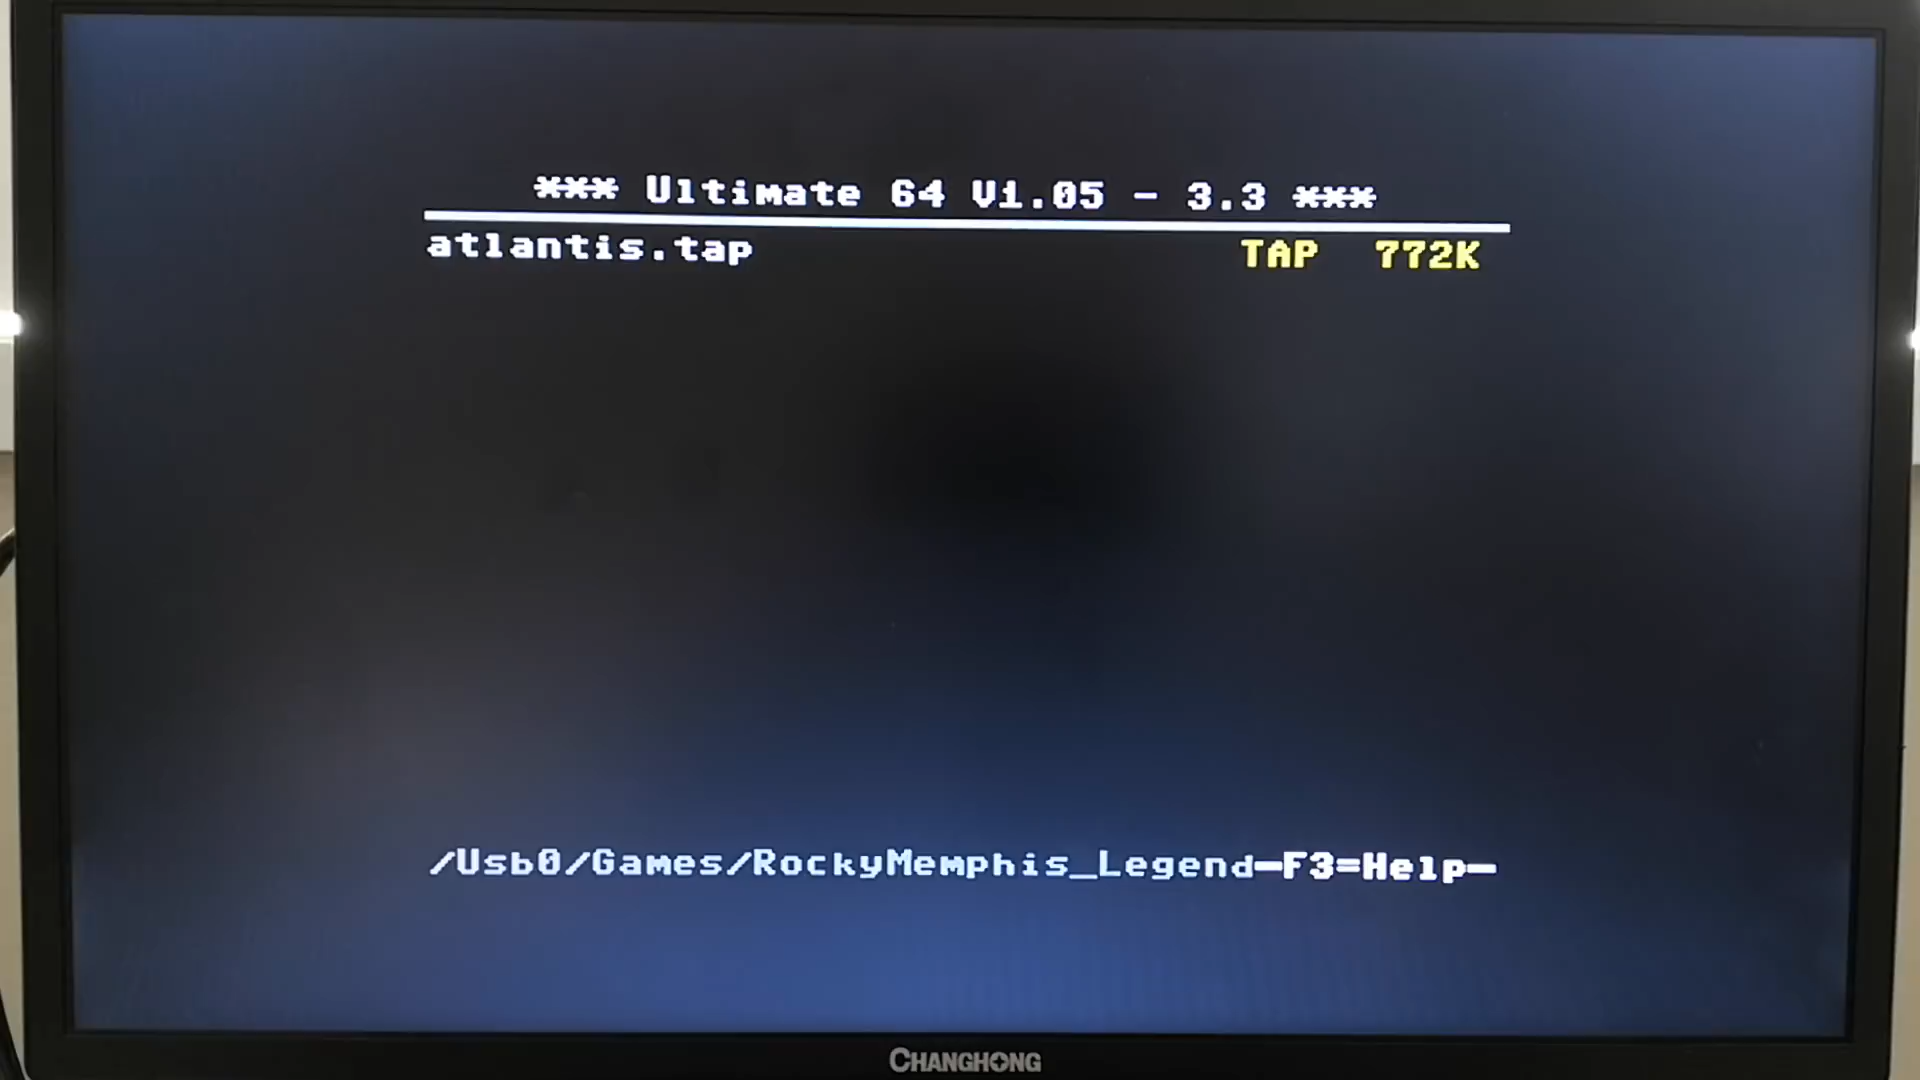 *** Ultimate 64 V1.05 - 3.3 ***
atlantis.tap TAP 772K
/Usb0/Games/RockyMemphis_Legend—F3=Help—
CHANGHONG